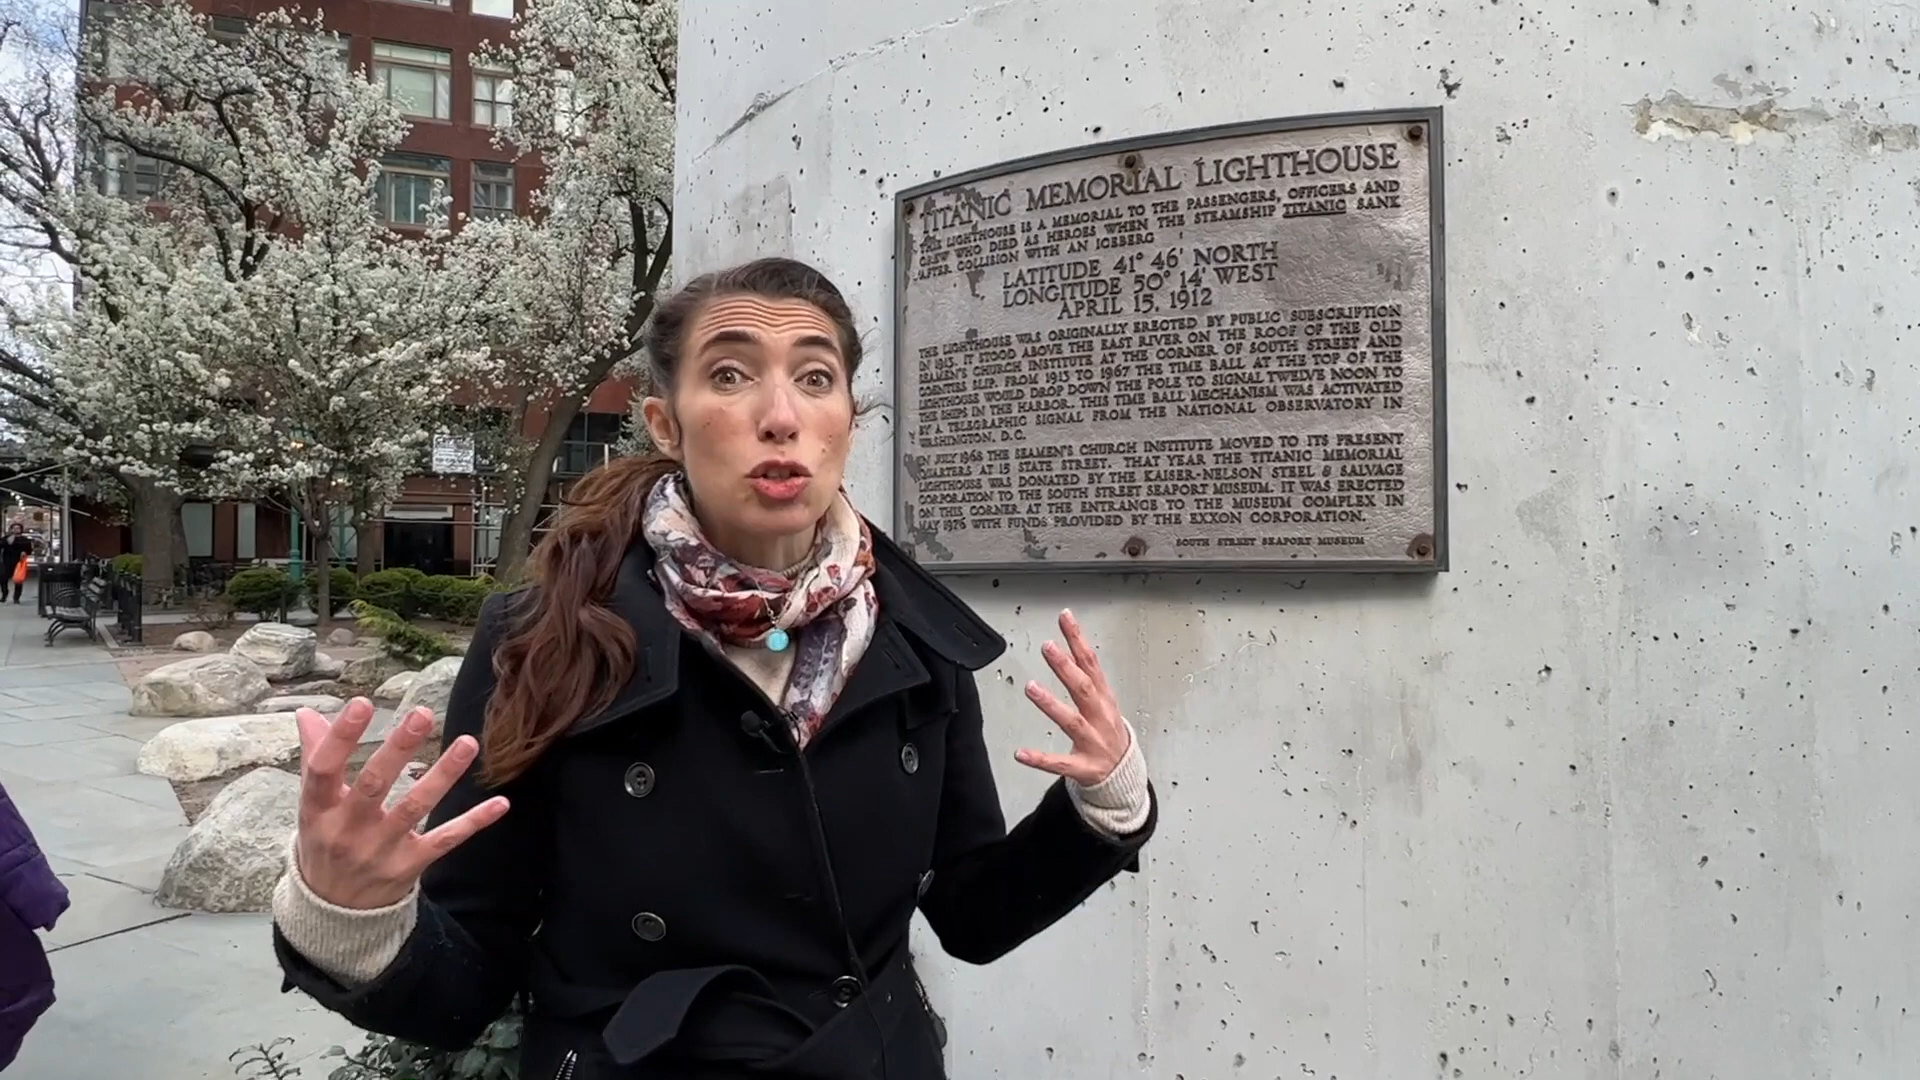 TITANIC MEMORIAL LIGHTHOUSE
THE LIGHTHOUSE IS A MEMORIAL TO THE PASSENGERS, OFFICERS AND
CREW WHO DIED AS HEROES WHEN THE STEAMSHIP TITANIC SANK
AFTER COLLISION WITH AN ICEBERG
LATITUDE 41° 46' NORTH
LONGITUDE 50° 14' WEST
APRIL 15, 1912
THE LIGHTHOUSE WAS ORIGINALLY ERECTED BY PUBLIC SUBSCRIPTION
IN 1913. IT STOOD ABOVE THE EAST RIVER ON THE ROOF OF THE OLD
SEAMEN'S CHURCH INSTITUTE AT THE CORNER OF SOUTH STREET AND
COENTIES SLIP. FROM 1913 TO 1967 THE TIME BALL AT THE TOP OF THE
LIGHTHOUSE WOULD DROP DOWN THE POLE TO SIGNAL TWELVE NOON TO
THE SHIPS IN THE HARBOR. THIS TIME BALL MECHANISM WAS ACTIVATED
BY A TELEGRAPHIC SIGNAL FROM THE NATIONAL OBSERVATORY IN
WASHINGTON, D.C.
IN JULY 1968 THE SEAMEN'S CHURCH INSTITUTE MOVED TO ITS PRESENT
QUARTERS AT 15 STATE STREET. THAT YEAR THE TITANIC MEMORIAL
LIGHTHOUSE WAS DONATED BY THE KAISER-NELSON STEEL & SALVAGE
CORPORATION TO THE SOUTH STREET SEAPORT MUSEUM. IT WAS ERECTED
ON THIS CORNER AT THE ENTRANCE TO THE MUSEUM COMPLEX IN
MAY 1976 WITH FUNDS PROVIDED BY THE EXXON CORPORATION.
SOUTH STREET SEAPORT MUSEUM